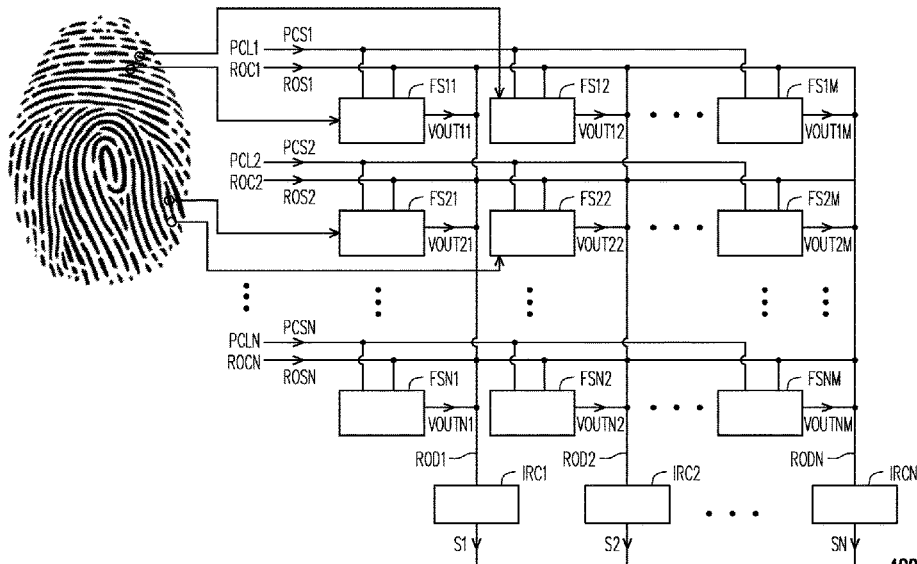 PCL1 PCS1
ROC1 ROS1
FS11 FS12 FS1M
VOUT11 VOUT12 VOUT1M
PCL2 PCS2
ROC2 ROS2
FS21 FS22 FS2M
VOUT21 VOUT22 VOUT2M
PCLN PCSN
ROCN ROSN
FSN1 FSN2 FSNM
VOUTN1 VOUTN2 VOUTNM
ROD1 ROD2 RODN
IRC1 IRC2 IRCN
S1 S2 SN